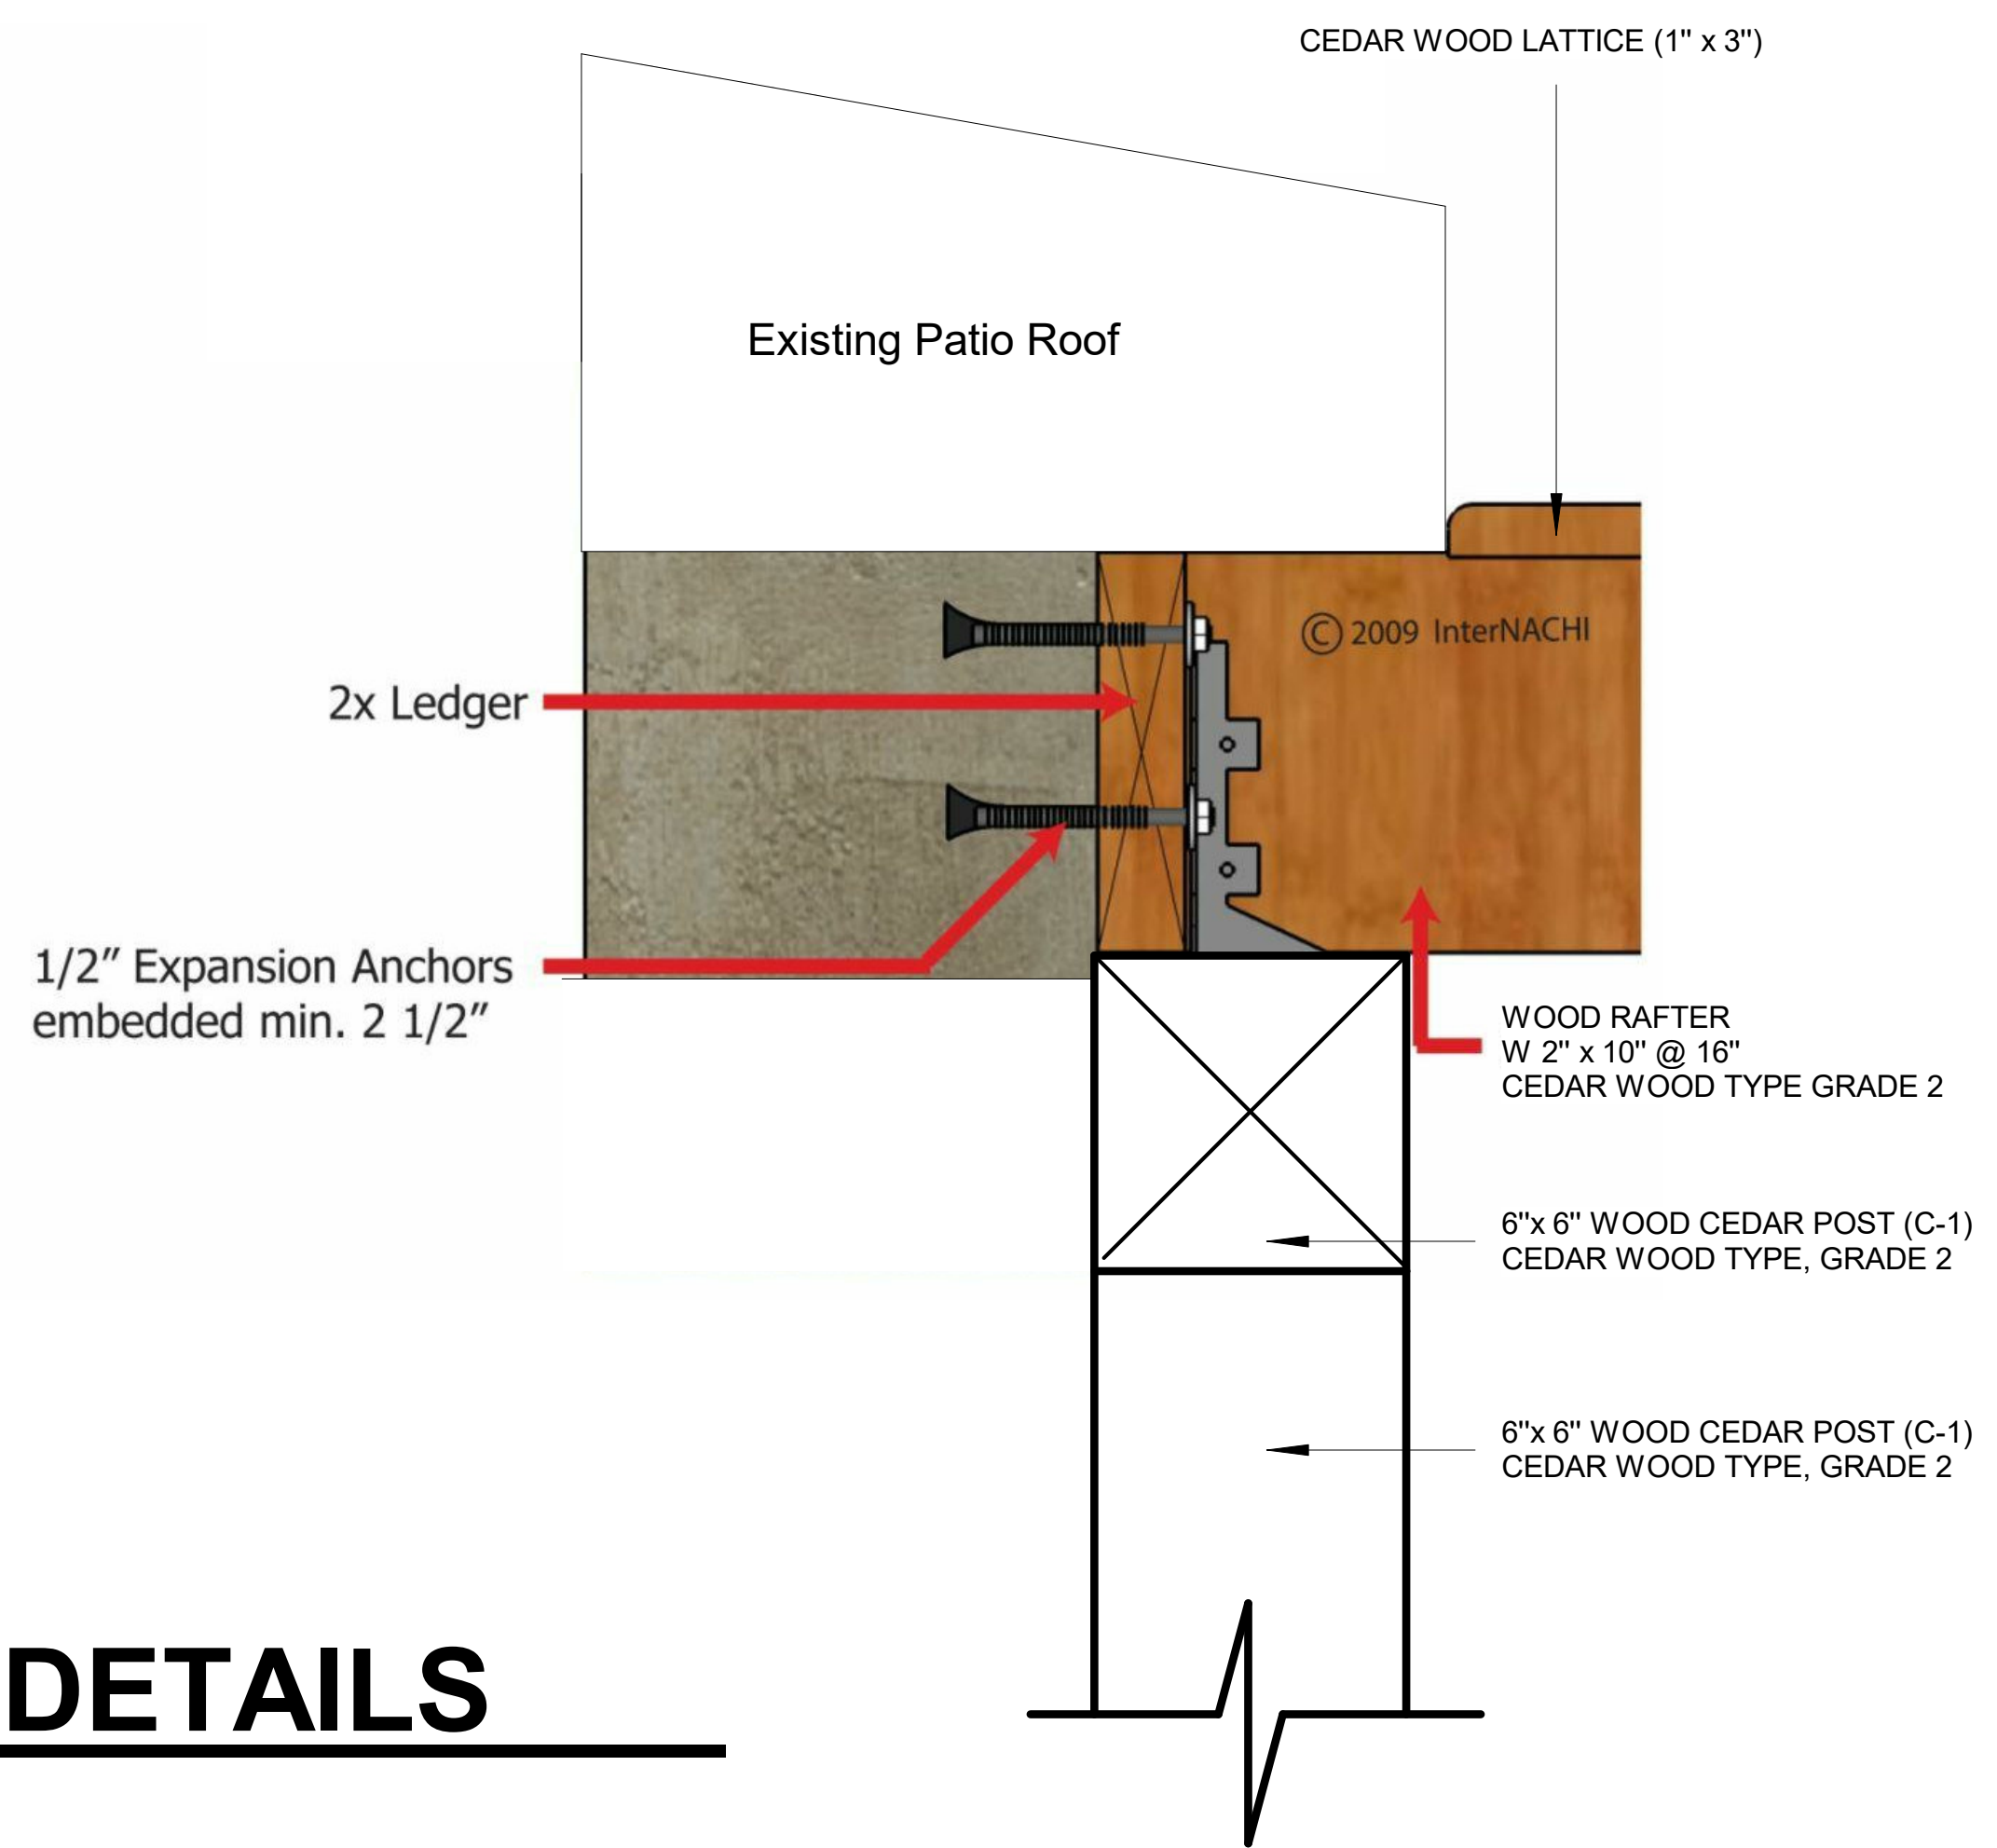 CEDAR WOOD LATTICE (1" x 3")
Existing Patio Roof
© 2009 InterNACHI
2x Ledger
1/2" Expansion Anchors
embedded min. 2 1/2"
WOOD RAFTER
W 2" x 10" @ 16"
CEDAR WOOD TYPE GRADE 2
6"x 6" WOOD CEDAR POST (C-1)
CEDAR WOOD TYPE, GRADE 2
6"x 6" WOOD CEDAR POST (C-1)
CEDAR WOOD TYPE, GRADE 2
DETAILS